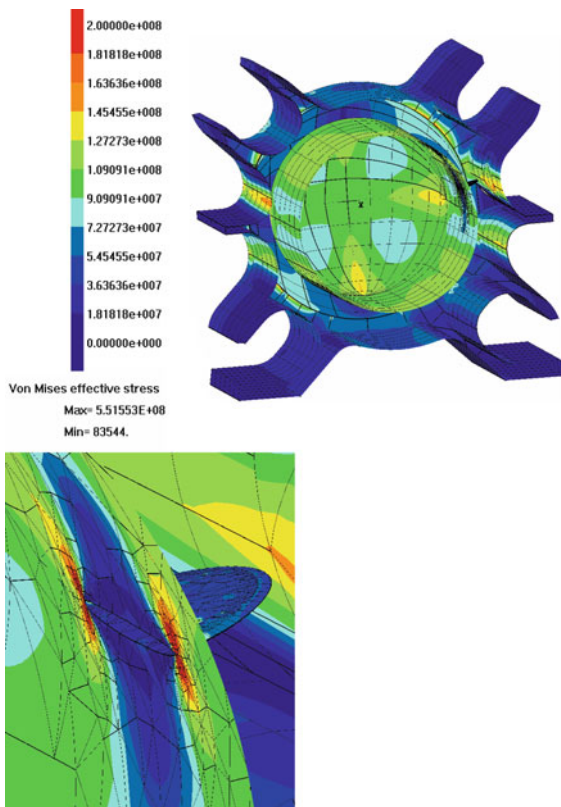 2.00000e+008
1.81818e+008
1.63636e+008
1.45455e+008
1.27273e+008
1.09091e+008
9.09091e+007
7.27273e+007
5.45455e+007
3.63636e+007
1.81818e+007
0.00000e+000
Von Mises effective stress
Max= 5.51553E+08
Min= 83544.
x